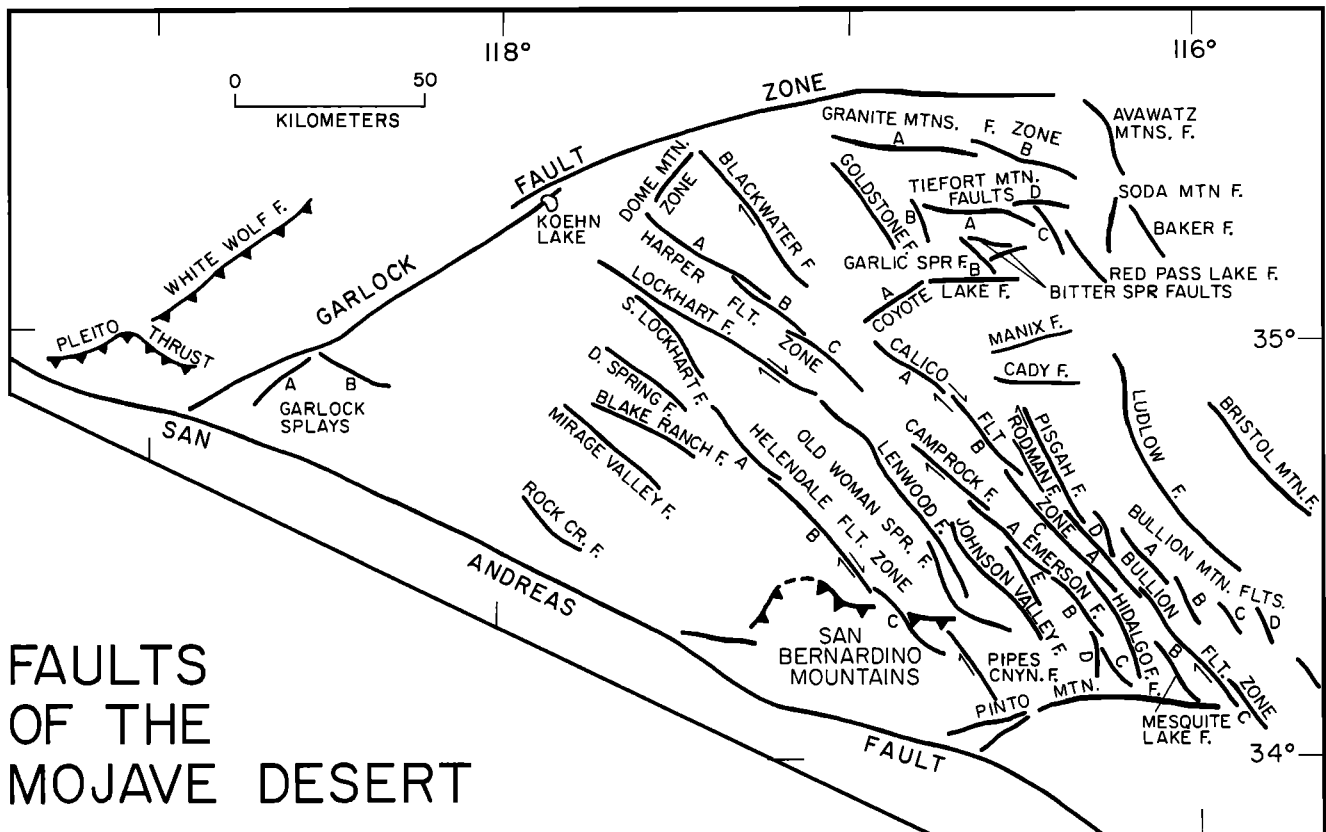 118°
116°
0 50
KILOMETERS
GARLOCK FAULT ZONE
KOEHN
LAKE
WHITE WOLF F.
PLEITO THRUST
A B
GARLOCK
SPLAYS
SAN ANDREAS FAULT
DOME MTN.
ZONE
BLACKWATER F
GRANITE MTNS. F. ZONE
A B
AVAWATZ
MTNS. F.
GOLDSTONE F.
TIEFORT MTN.
FAULTS
B A D C
SODA MTN F.
BAKER F.
GARLIC SPR F.
RED PASS LAKE F.
BITTER SPR FAULTS
COYOTE LAKE F.
A B
HARPER FLT. ZONE
A B C
LOCKHART F.
S. LOCKHART F.
D. SPRING F.
BLAKE RANCH F.
MIRAGE VALLEY F.
ROCK CR. F.
MANIX F.
35°
CADY F.
CALICO FLT ZONE
A B C D
PISGAH F.
RODMAN F.
LUDLOW F.
BRISTOL MTN. F.
HELENDALE FLT. ZONE
A B C
OLD WOMAN SPR. F.
LENWOOD F.
CAMPROCK F.
A EMERSON F.
E B D C
JOHNSON VALLEY F.
HIDALGO F.
BULLION FLT. ZONE
A B C
BULLION MTN. FLTS.
A B C D
SAN
BERNARDINO
MOUNTAINS
PIPES
CNYN. F.
PINTO MTN. F.
MESQUITE
LAKE F.
34°
FAULTS
OF THE
MOJAVE DESERT